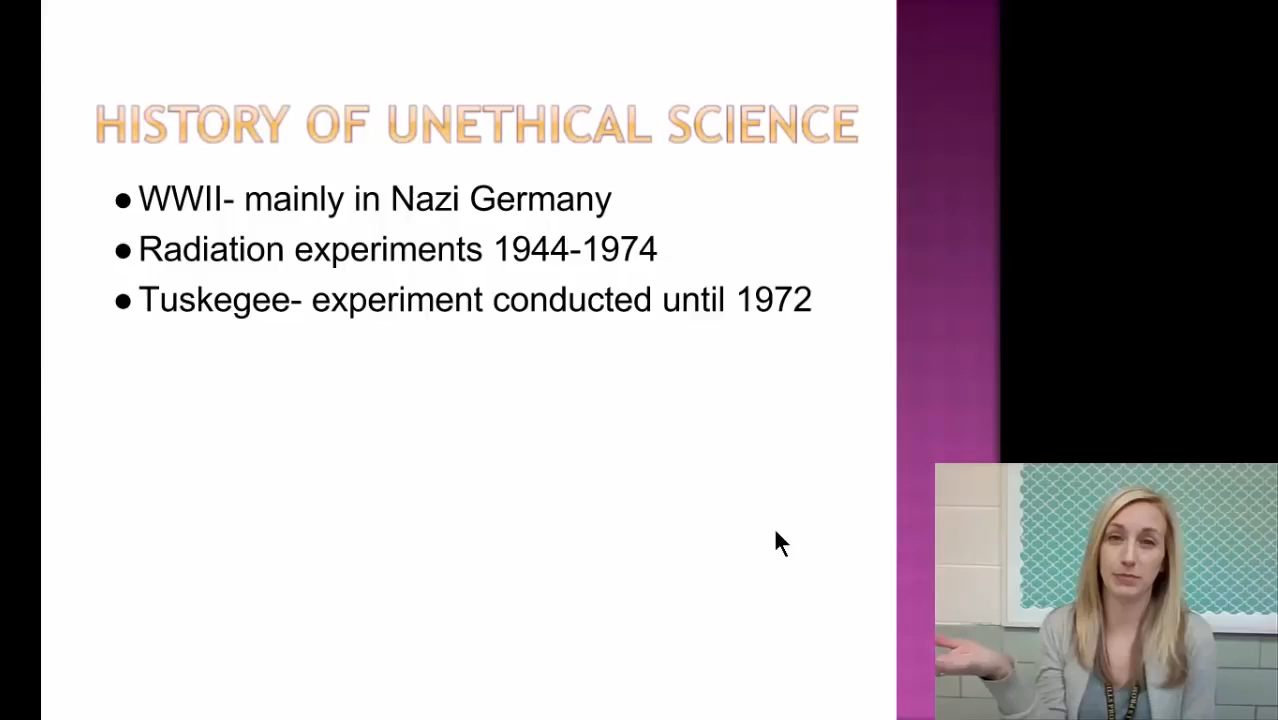 HISTORY OF UNETHICAL SCIENCE
● WWII- mainly in Nazi Germany
● Radiation experiments 1944-1974
● Tuskegee- experiment conducted until 1972